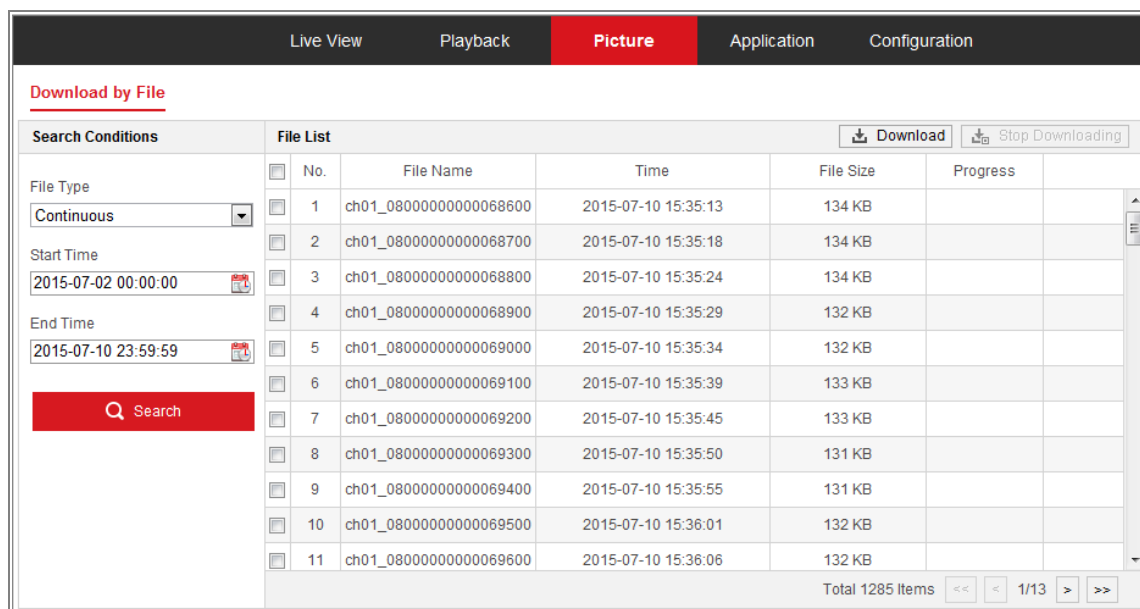 Live View Playback Picture Application Configuration
Download by File
Search Conditions
File Type
Continuous
Start Time
2015-07-02 00:00:00
End Time
2015-07-10 23:59:59
Search
File List Download Stop Downloading
No. File Name Time File Size Progress
1 ch01_08000000000068600 2015-07-10 15:35:13 134 KB
2 ch01_08000000000068700 2015-07-10 15:35:18 134 KB
3 ch01_08000000000068800 2015-07-10 15:35:24 134 KB
4 ch01_08000000000068900 2015-07-10 15:35:29 132 KB
5 ch01_08000000000069000 2015-07-10 15:35:34 132 KB
6 ch01_08000000000069100 2015-07-10 15:35:39 133 KB
7 ch01_08000000000069200 2015-07-10 15:35:45 133 KB
8 ch01_08000000000069300 2015-07-10 15:35:50 131 KB
9 ch01_08000000000069400 2015-07-10 15:35:55 131 KB
10 ch01_08000000000069500 2015-07-10 15:36:01 132 KB
11 ch01_08000000000069600 2015-07-10 15:36:06 132 KB
Total 1285 Items << < 1/13 > >>